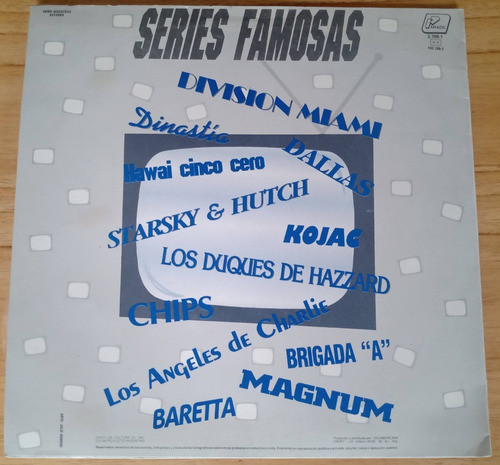 SERIES FAMOSAS
DIVISION MIAMI
Dinastia
DALLAS
Hawai cinco cero
STARSKY & HUTCH
KOJAC
LOS DUQUES DE HAZZARD
CHIPS
Los Angeles de Charlie
BRIGADA "A"
MAGNUM
BARETTA